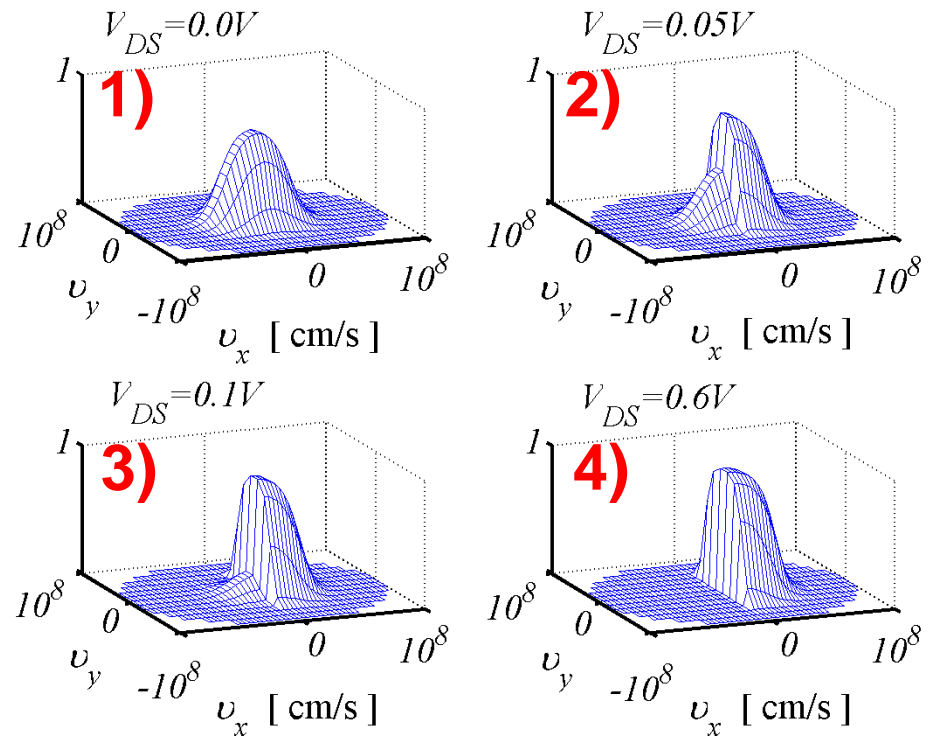 V_DS=0.0V
1
1)
10^8
0
-10^8
υ_y
0
10^8
υ_x [ cm/s ]
V_DS=0.05V
1
2)
10^8
0
-10^8
υ_y
0
10^8
υ_x [ cm/s ]
V_DS=0.1V
1
3)
10^8
0
-10^8
υ_y
0
10^8
υ_x [ cm/s ]
V_DS=0.6V
1
4)
10^8
0
-10^8
υ_y
0
10^8
υ_x [ cm/s ]